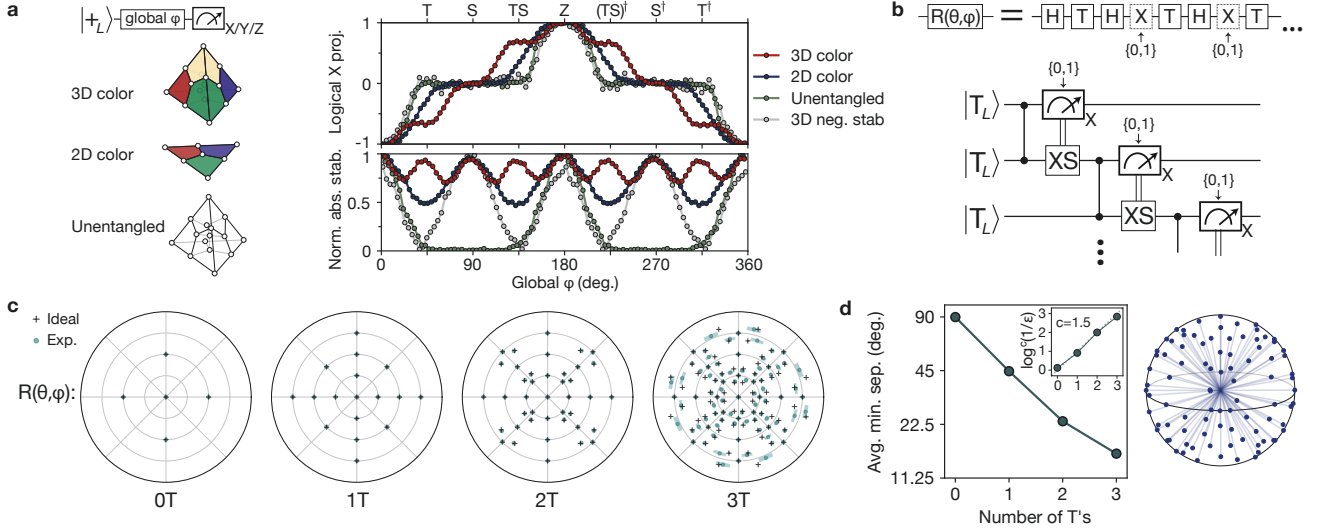 a
|+L⟩ global φ X/Y/Z
3D color
2D color
Unentangled
T S TS Z (TS)† S† T†
Logical X proj.
1
0
-1
3D color
2D color
Unentangled
3D neg. stab
Norm. abs. stab.
1
0.5
0
0 90 180 270 360
Global φ (deg.)
b
R(θ,φ) = H T H X T H X T ...
{0,1} {0,1}
{0,1}
|TL⟩ X
{0,1}
|TL⟩ XS X
{0,1}
|TL⟩ XS X
c
+ Ideal
Exp.
R(θ,φ):
0T 1T 2T 3T
d
Avg. min. sep. (deg.)
90
45
22.5
11.25
0 1 2 3
Number of T's
log^c(1/ε)
c=1.5
3
2
1
0
0 1 2 3